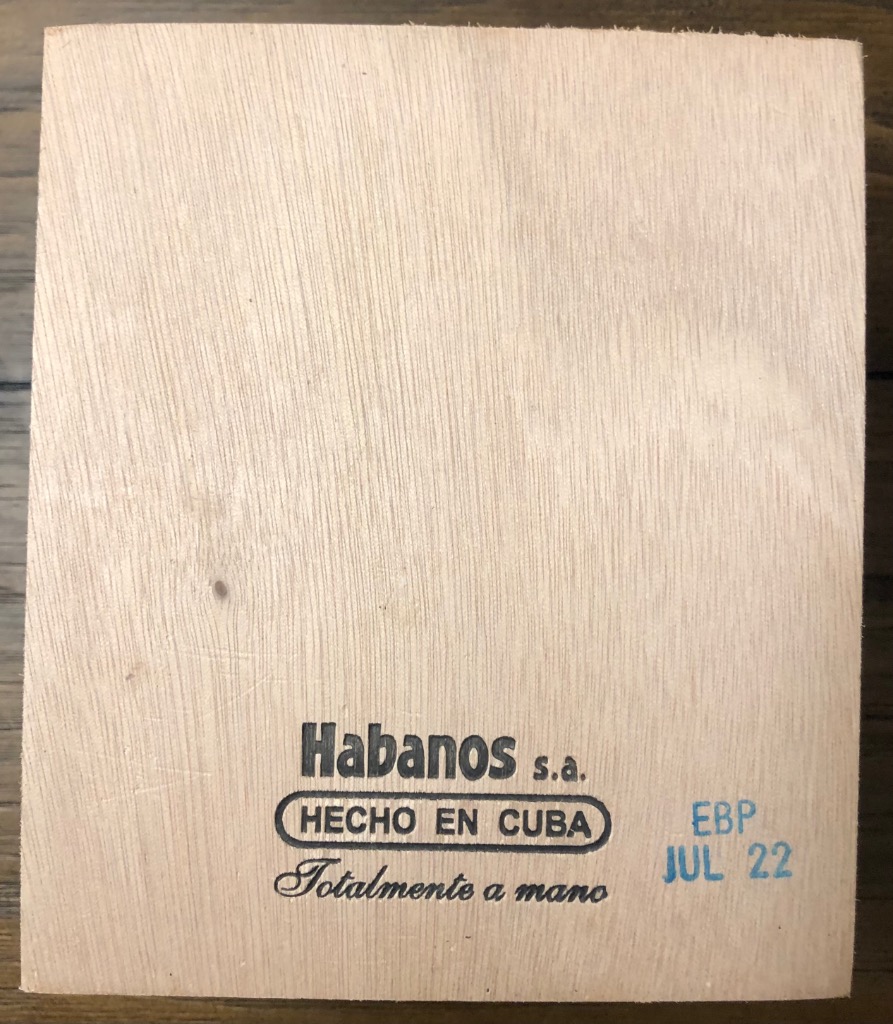 Habanos s.a.
HECHO EN CUBA
Totalmente a mano
EBP
JUL 22